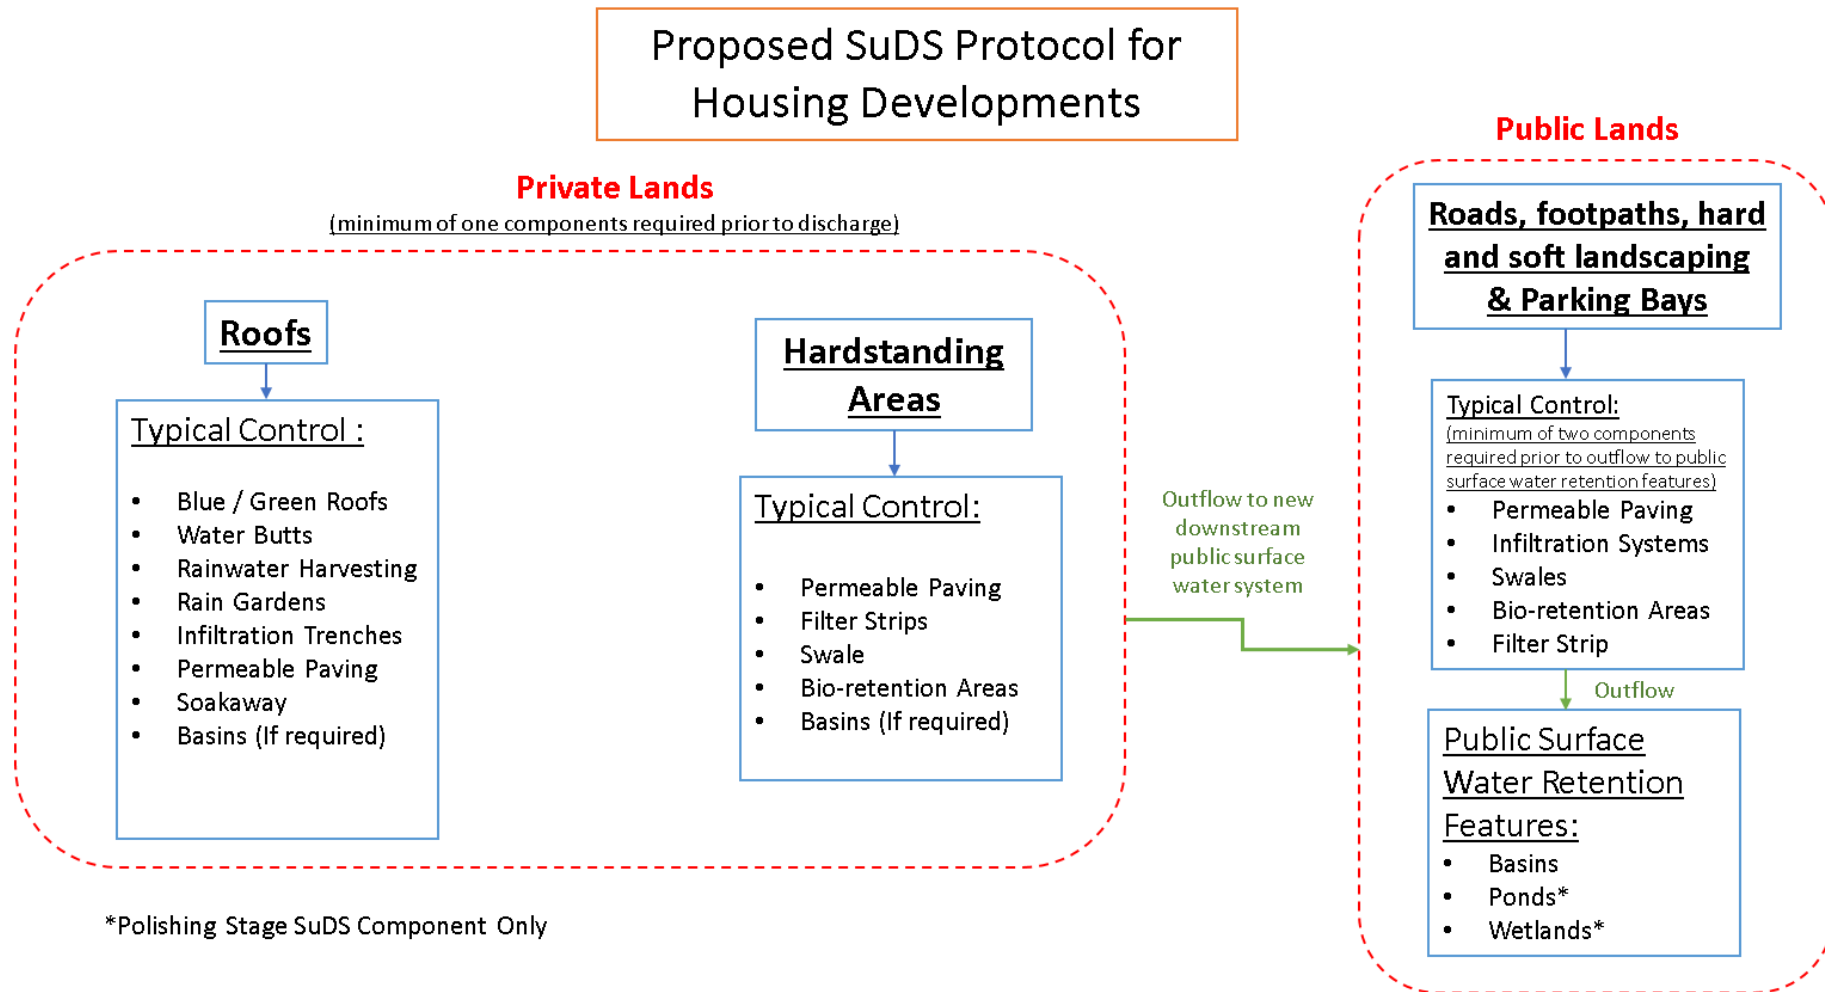 Proposed SuDS Protocol for
Housing Developments
Private Lands
(minimum of one components required prior to discharge)
Roofs
Typical Control :
• Blue / Green Roofs
• Water Butts
• Rainwater Harvesting
• Rain Gardens
• Infiltration Trenches
• Permeable Paving
• Soakaway
• Basins (If required)
Hardstanding
Areas
Typical Control:
• Permeable Paving
• Filter Strips
• Swale
• Bio-retention Areas
• Basins (If required)
Outflow to new
downstream
public surface
water system
Public Lands
Roads, footpaths, hard
and soft landscaping
& Parking Bays
Typical Control:
(minimum of two components
required prior to outflow to public
surface water retention features)
• Permeable Paving
• Infiltration Systems
• Swales
• Bio-retention Areas
• Filter Strip
Outflow
Public Surface
Water Retention
Features:
• Basins
• Ponds*
• Wetlands*
*Polishing Stage SuDS Component Only